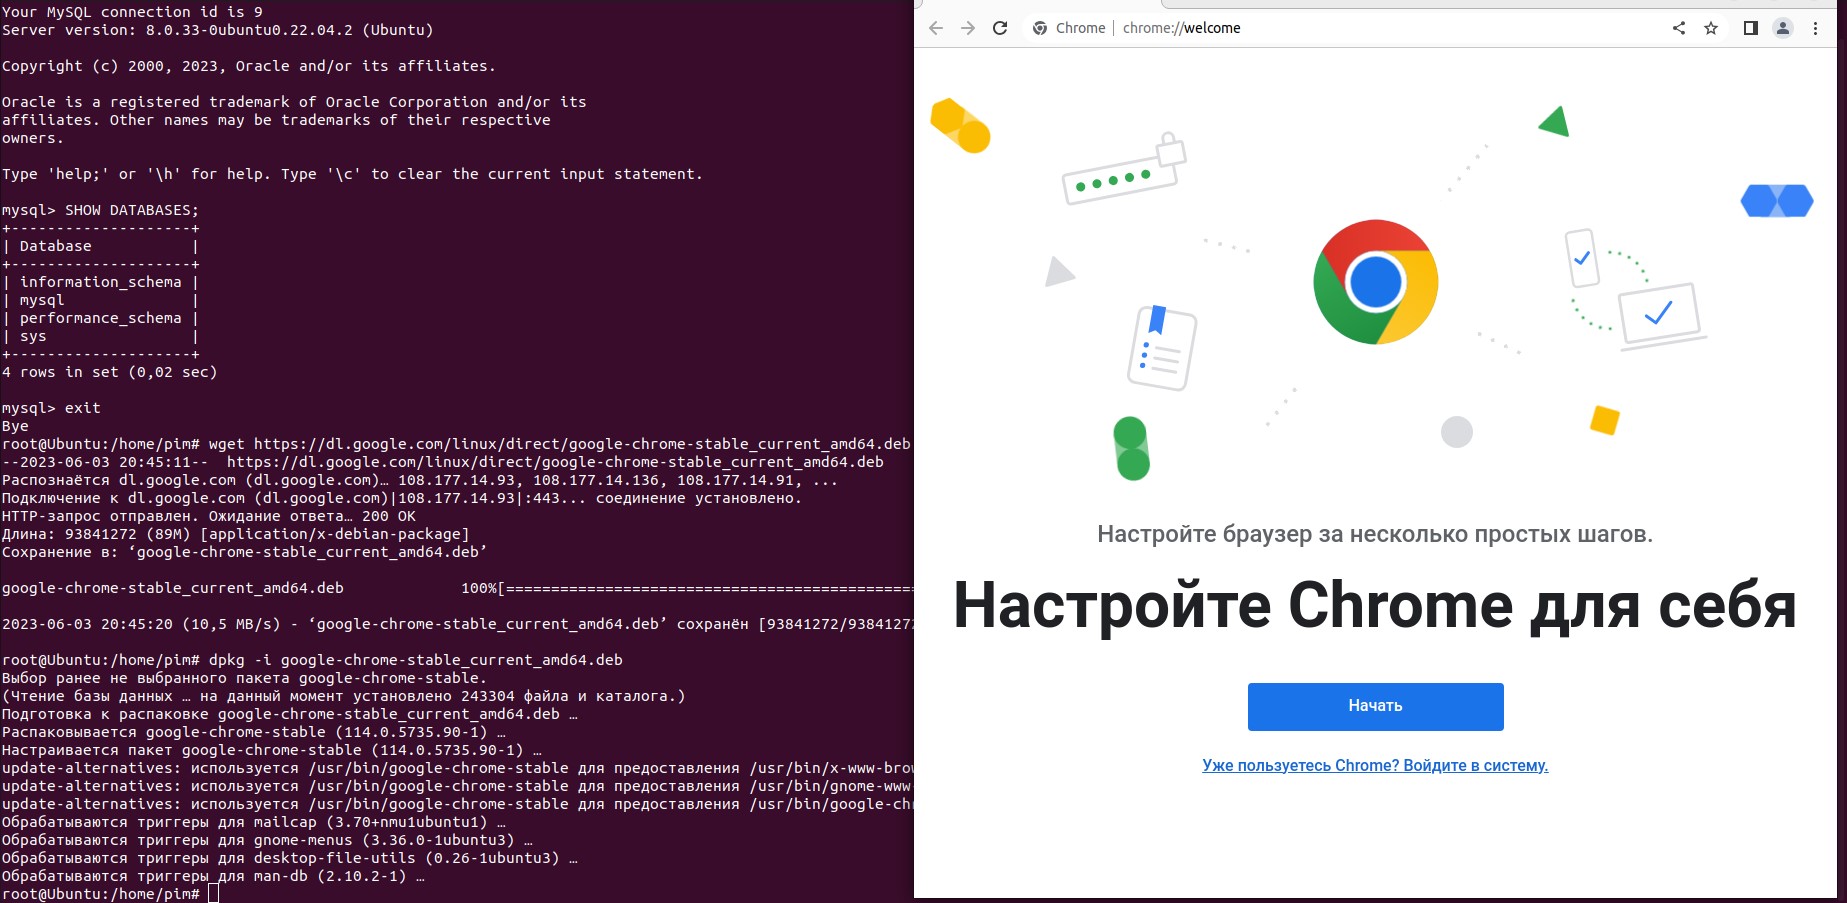 Your MySQL connection id is 9
Server version: 8.0.33-0ubuntu0.22.04.2 (Ubuntu)
Copyright (c) 2000, 2023, Oracle and/or its affiliates.
Oracle is a registered trademark of Oracle Corporation and/or its
affiliates. Other names may be trademarks of their respective
owners.
Type 'help;' or '\h' for help. Type '\c' to clear the current input statement.
mysql> SHOW DATABASES;
+--------------------+
| Database           |
+--------------------+
| information_schema |
| mysql              |
| performance_schema |
| sys                |
+--------------------+
4 rows in set (0,02 sec)
mysql> exit
Bye
root@Ubuntu:/home/pim# wget https://dl.google.com/linux/direct/google-chrome-stable_current_amd64.deb
--2023-06-03 20:45:11--  https://dl.google.com/linux/direct/google-chrome-stable_current_amd64.deb
Распознаётся dl.google.com (dl.google.com)… 108.177.14.93, 108.177.14.136, 108.177.14.91, ...
Подключение к dl.google.com (dl.google.com)|108.177.14.93|:443... соединение установлено.
HTTP-запрос отправлен. Ожидание ответа… 200 OK
Длина: 93841272 (89M) [application/x-debian-package]
Сохранение в: ‘google-chrome-stable_current_amd64.deb’
google-chrome-stable_current_amd64.deb             100%[==============================================
2023-06-03 20:45:20 (10,5 MB/s) - ‘google-chrome-stable_current_amd64.deb’ сохранён [93841272/9384127
root@Ubuntu:/home/pim# dpkg -i google-chrome-stable_current_amd64.deb
Выбор ранее не выбранного пакета google-chrome-stable.
(Чтение базы данных … на данный момент установлено 243304 файла и каталога.)
Подготовка к распаковке google-chrome-stable_current_amd64.deb …
Распаковывается google-chrome-stable (114.0.5735.90-1) …
Настраивается пакет google-chrome-stable (114.0.5735.90-1) …
update-alternatives: используется /usr/bin/google-chrome-stable для предоставления /usr/bin/x-www-bro
update-alternatives: используется /usr/bin/google-chrome-stable для предоставления /usr/bin/gnome-www-
update-alternatives: используется /usr/bin/google-chrome-stable для предоставления /usr/bin/google-ch
Обрабатываются триггеры для mailcap (3.70+nmu1ubuntu1) …
Обрабатываются триггеры для gnome-menus (3.36.0-1ubuntu3) …
Обрабатываются триггеры для desktop-file-utils (0.26-1ubuntu3) …
Обрабатываются триггеры для man-db (2.10.2-1) …
root@Ubuntu:/home/pim#
Chrome | chrome://welcome
Настройте браузер за несколько простых шагов.
Настройте Chrome для себя
Начать
Уже пользуетесь Chrome? Войдите в систему.